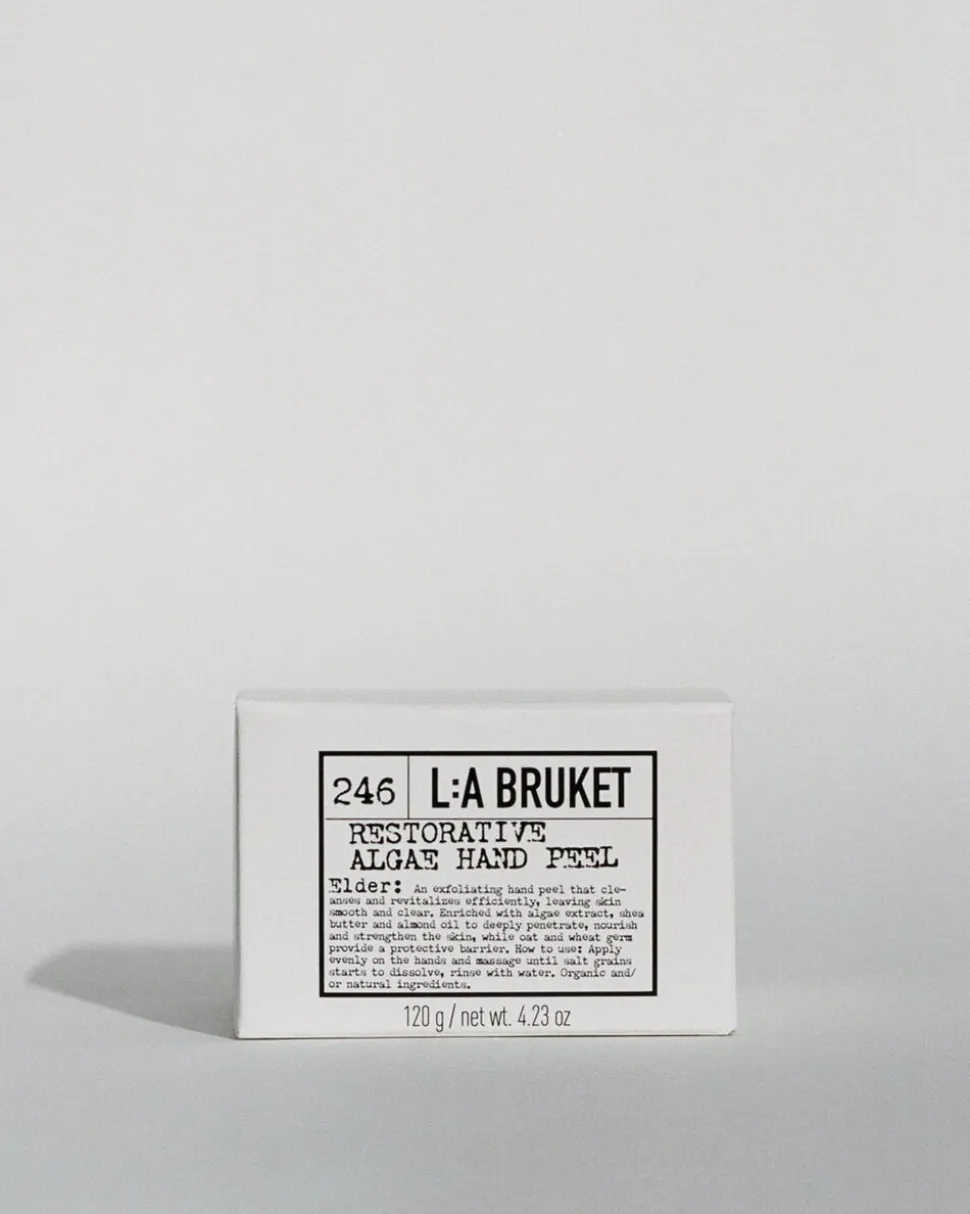 246 L:A BRUKET
RESTORATIVE
ALGAE HAND PEEL
Elder: An exfoliating hand peel that cle-
anses and revitalizes efficiently, leaving skin
smooth and clear. Enriched with algae extract, shea
butter and almond oil to deeply penetrate, nourish
and strengthen the skin, while oat and wheat germ
provide a protective barrier. How to use: Apply
evenly on the hands and massage until salt grains
starts to dissolve, rinse with water. Organic and/
or natural ingredients.
120 g / net wt. 4.23 oz